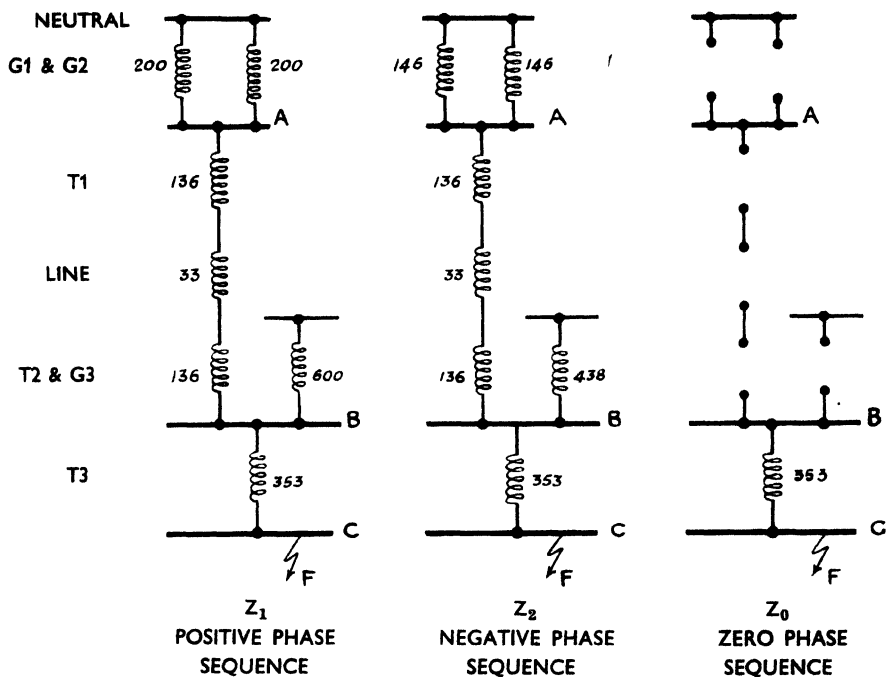 NEUTRAL
G1 & G2 200 200 146 146
A A A
T1 136 136
LINE 33 33
T2 & G3 136 600 136 438
B B B
T3 353 353 353
C C C
F F F
Z₁ Z₂ Z₀
POSITIVE PHASE NEGATIVE PHASE ZERO PHASE
SEQUENCE SEQUENCE SEQUENCE